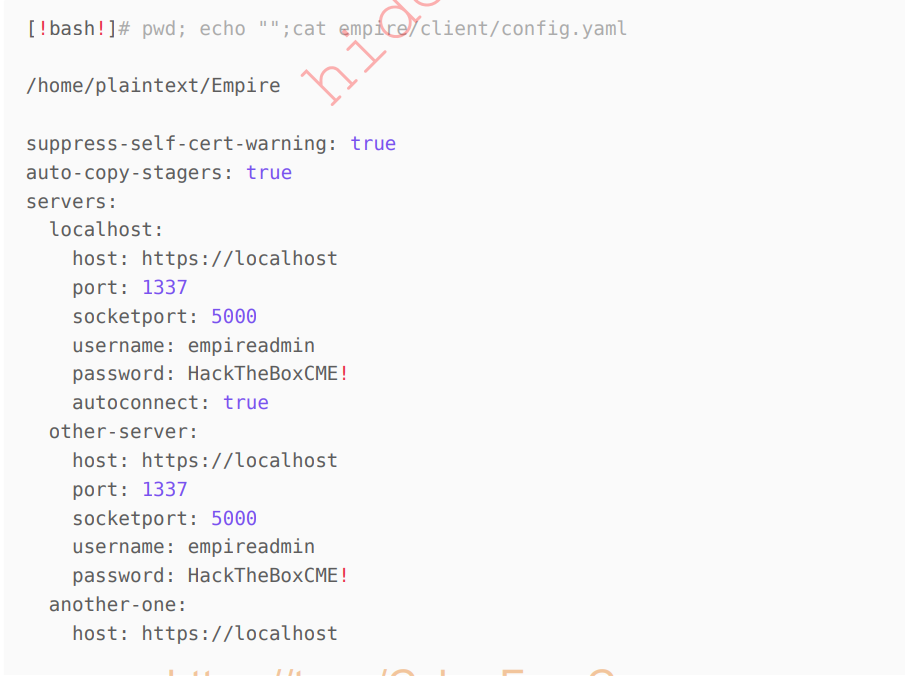 [!bash!]# pwd; echo "";cat empire/client/config.yaml
/home/plaintext/Empire
suppress-self-cert-warning: true
auto-copy-stagers: true
servers:
  localhost:
    host: https://localhost
    port: 1337
    socketport: 5000
    username: empireadmin
    password: HackTheBoxCME!
    autoconnect: true
  other-server:
    host: https://localhost
    port: 1337
    socketport: 5000
    username: empireadmin
    password: HackTheBoxCME!
  another-one:
    host: https://localhost